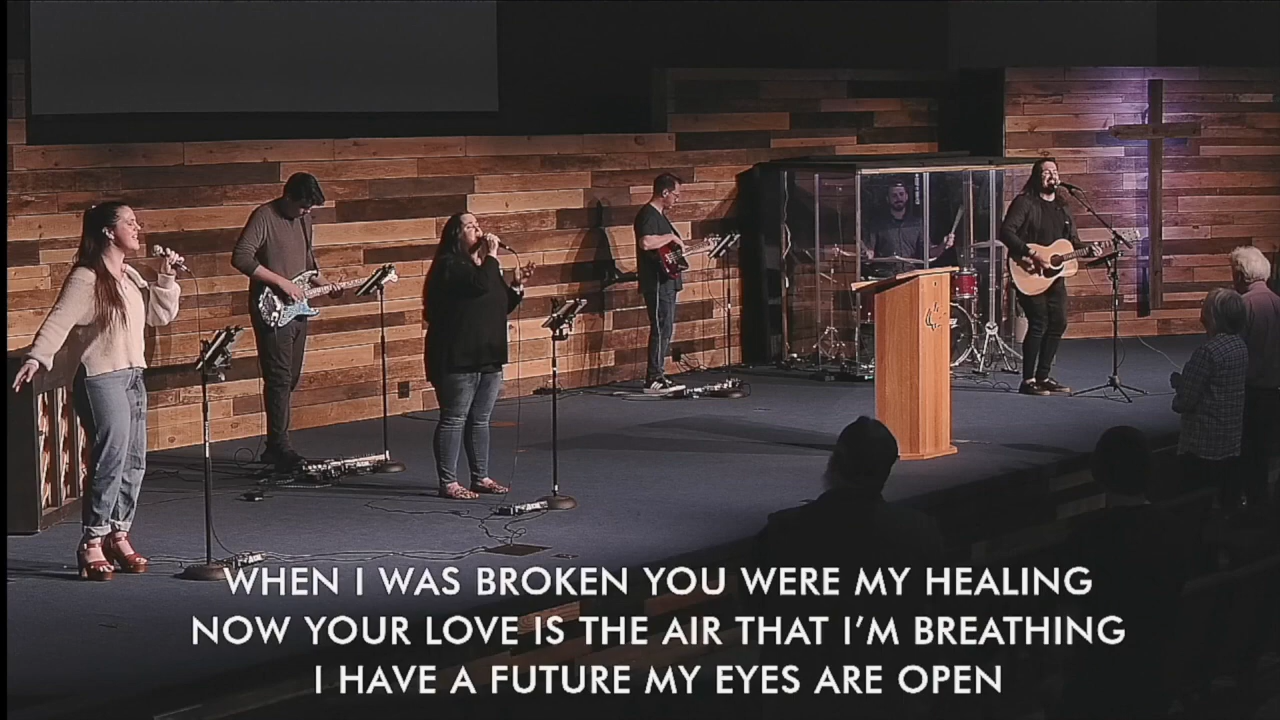 WHEN I WAS BROKEN YOU WERE MY HEALING
NOW YOUR LOVE IS THE AIR THAT I'M BREATHING
I HAVE A FUTURE MY EYES ARE OPEN